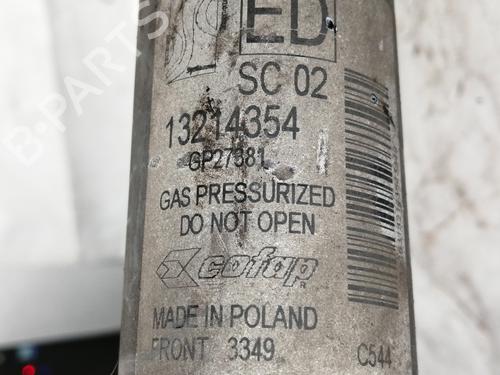 ED
SC 02
13214354
GP27381
GAS PRESSURIZED
DO NOT OPEN
cofap
MADE IN POLAND
FRONT 3349 C544
B-PARTS